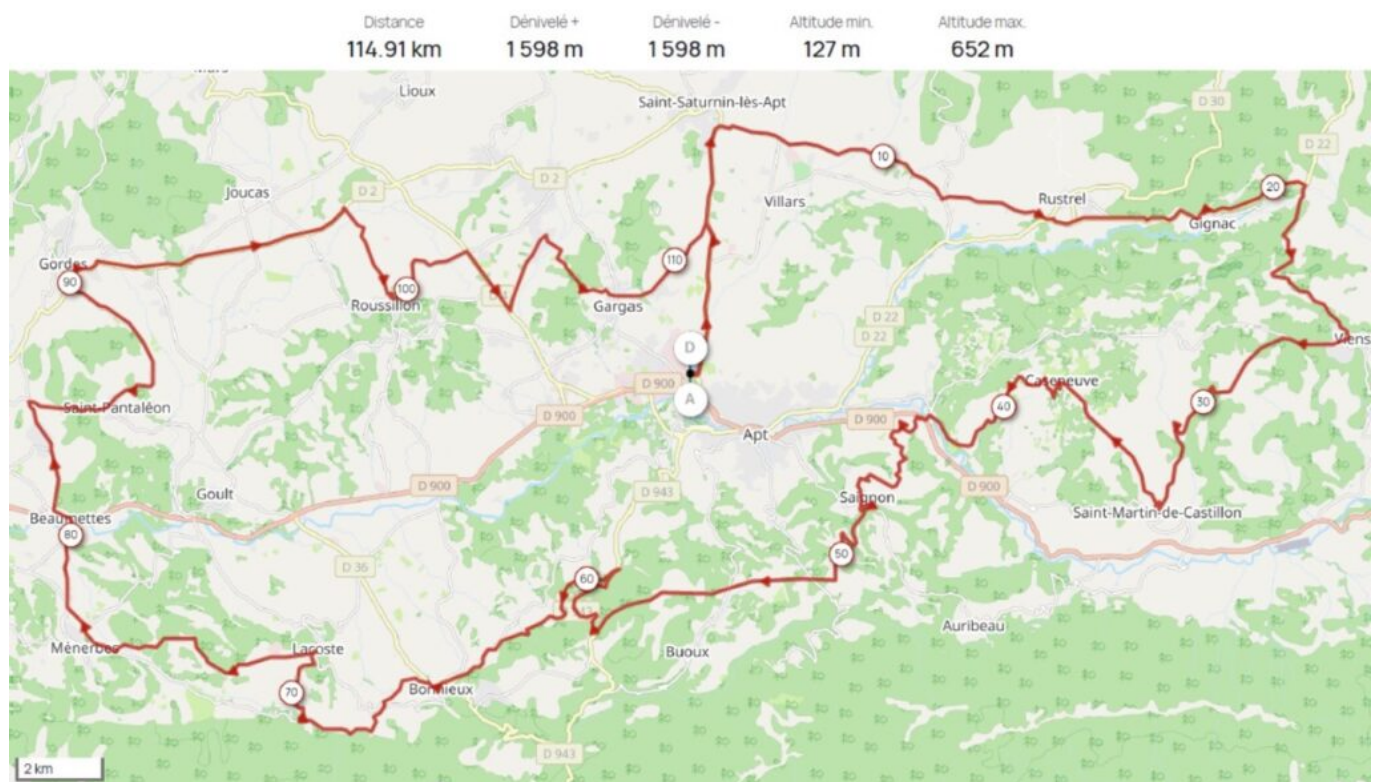 Distance Dénivelé + Dénivelé - Altitude min. Altitude max.
114.91 km 1 598 m 1 598 m 127 m 652 m
Lioux
Saint-Saturnin-lès-Apt
D 30
D 22
10
D 2
D 2
Joucas
Villars
Rustrel
20
Gignac
Gordes
90
110
100
Roussillon
Gargas
D 22
D 22
Viens
D
D 900
A
Caseneuve
30
40
Saint-Pantaléon
D 900
D 900
Apt
D 900
D 943
D 900
Goult
Saignon
Saint-Martin-de-Castillon
Beaumettes
80
50
D 36
60
Auribeau
Ménerbes
Lacoste
Buoux
70
Bonnieux
D 943
2 km